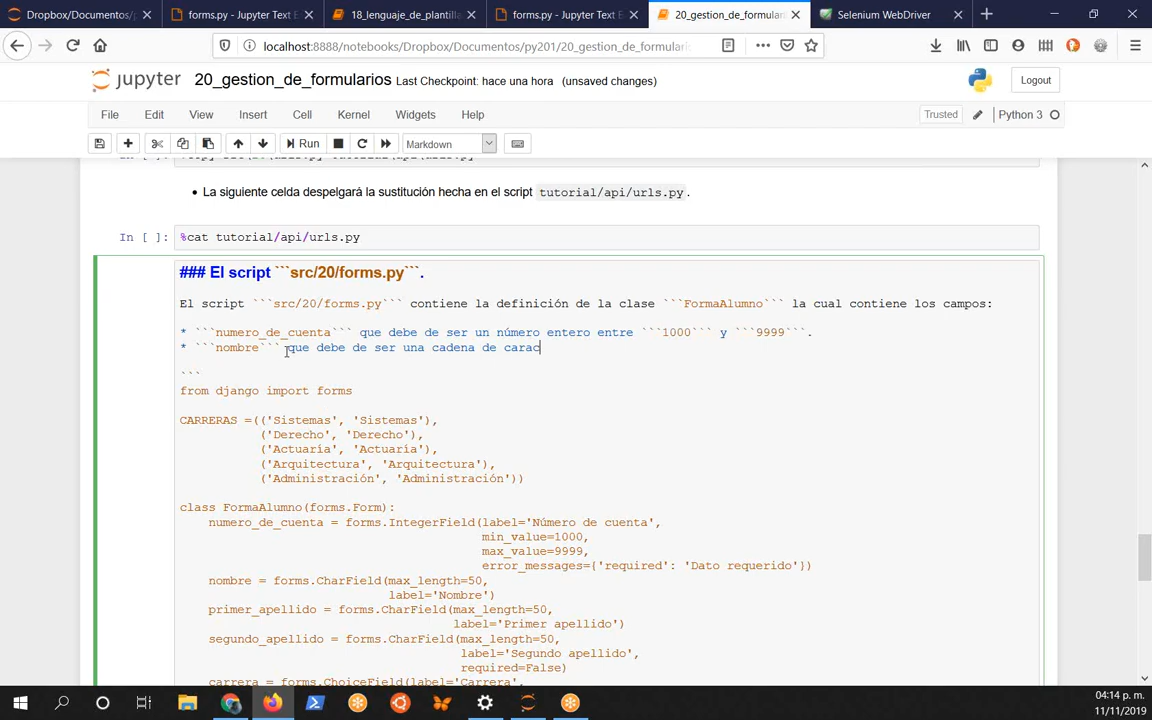 Dropbox/Documentos/
forms.py - Jupyter Text E
18_lenguaje_de_plantilla
forms.py - Jupyter Text E
20_gestion_de_formulari
Selenium WebDriver
localhost:8888/notebooks/Dropbox/Documentos/py201/20_gestion_de_formularios
jupyter 20_gestion_de_formularios Last Checkpoint: hace una hora (unsaved changes)
Logout
File Edit View Insert Cell Kernel Widgets Help
Trusted
Python 3
Run
Markdown
• La siguiente celda despelgará la sustitución hecha en el script tutorial/api/urls.py.
In [ ]: %cat tutorial/api/urls.py
### El script ```src/20/forms.py```.
El script ```src/20/forms.py``` contiene la definición de la clase ```FormaAlumno``` la cual contiene los campos:
* ```numero_de_cuenta``` que debe de ser un número entero entre ```1000``` y ```9999```.
* ```nombre``` que debe de ser una cadena de carac
```
from django import forms
CARRERAS =(('Sistemas', 'Sistemas'),
('Derecho', 'Derecho'),
('Actuaría', 'Actuaría'),
('Arquitectura', 'Arquitectura'),
('Administración', 'Administración'))
class FormaAlumno(forms.Form):
numero_de_cuenta = forms.IntegerField(label='Número de cuenta',
min_value=1000,
max_value=9999,
error_messages={'required': 'Dato requerido'})
nombre = forms.CharField(max_length=50,
label='Nombre')
primer_apellido = forms.CharField(max_length=50,
label='Primer apellido')
segundo_apellido = forms.CharField(max_length=50,
label='Segundo apellido',
required=False)
carrera = forms.ChoiceField(label='Carrera',
04:14 p. m.
11/11/2019